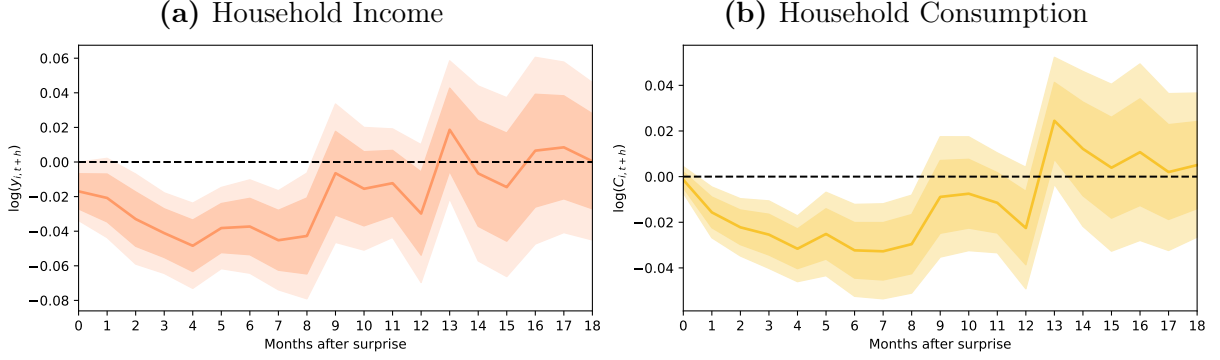 (a) Household Income
0.06
0.04
0.02
0.00
−0.02
−0.04
−0.06
−0.08
log(y_{i,t+h})
0 1 2 3 4 5 6 7 8 9 10 11 12 13 14 15 16 17 18
Months after surprise
(b) Household Consumption
0.04
0.02
0.00
−0.02
−0.04
log(C_{i,t+h})
0 1 2 3 4 5 6 7 8 9 10 11 12 13 14 15 16 17 18
Months after surprise